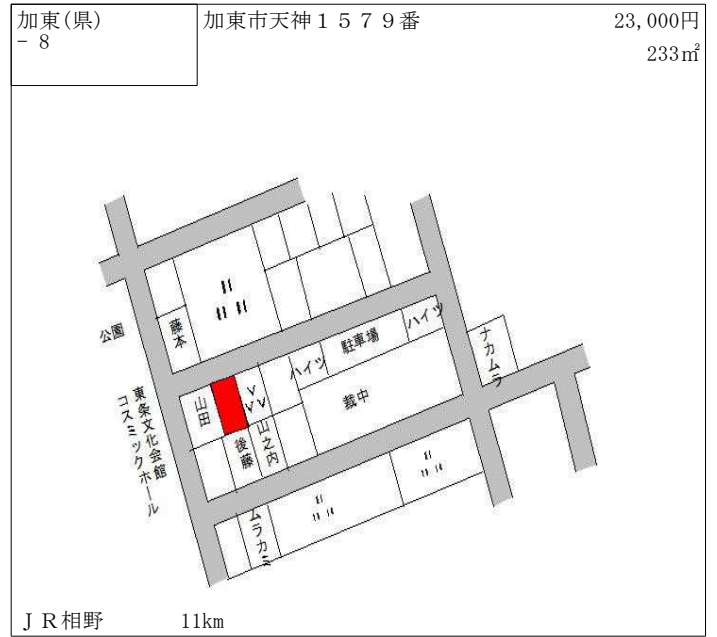 加東(県)
－8
加東市天神１５７９番
23,000円
233㎡
公園
藤本
ハイツ
駐車場
ハイツ
ナカムラ
山田
裁中
後藤
山之内
東条文化会館
コスミックホール
ムラカミ
ＪＲ相野
11km